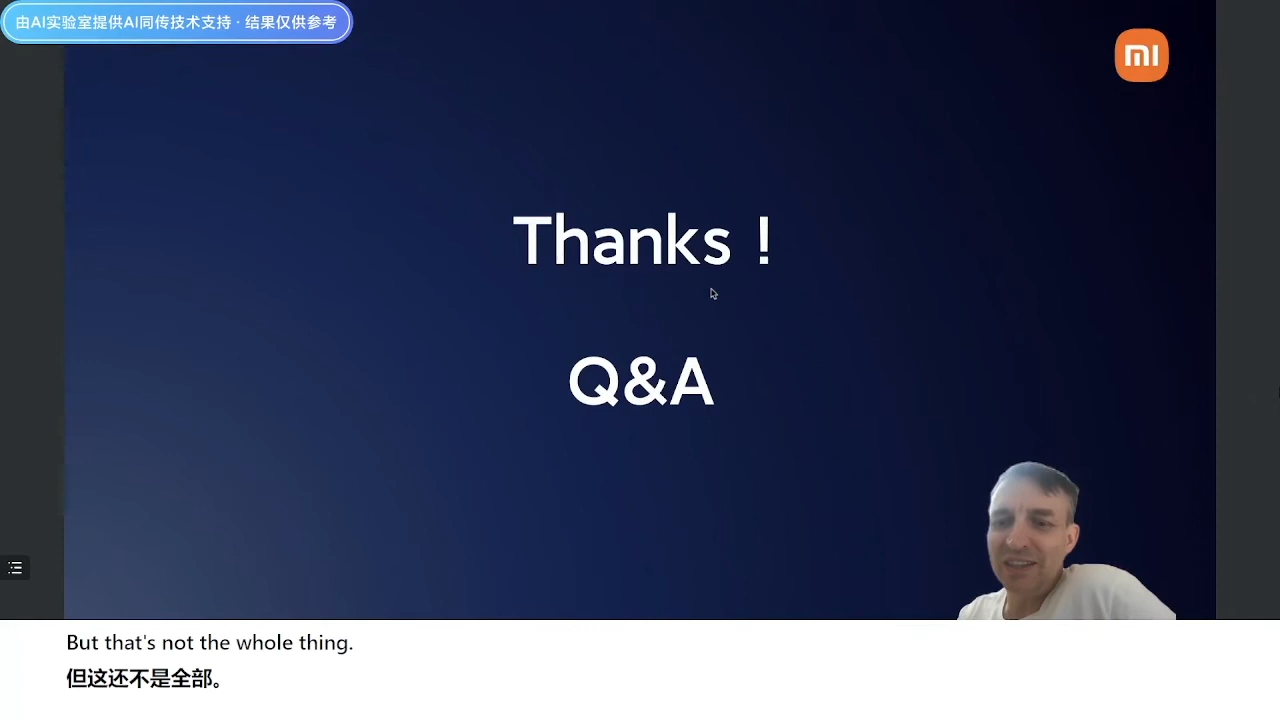 由AI实验室提供AI同传技术支持 · 结果仅供参考
mi
Thanks !
Q&A
But that's not the whole thing.
但这还不是全部。